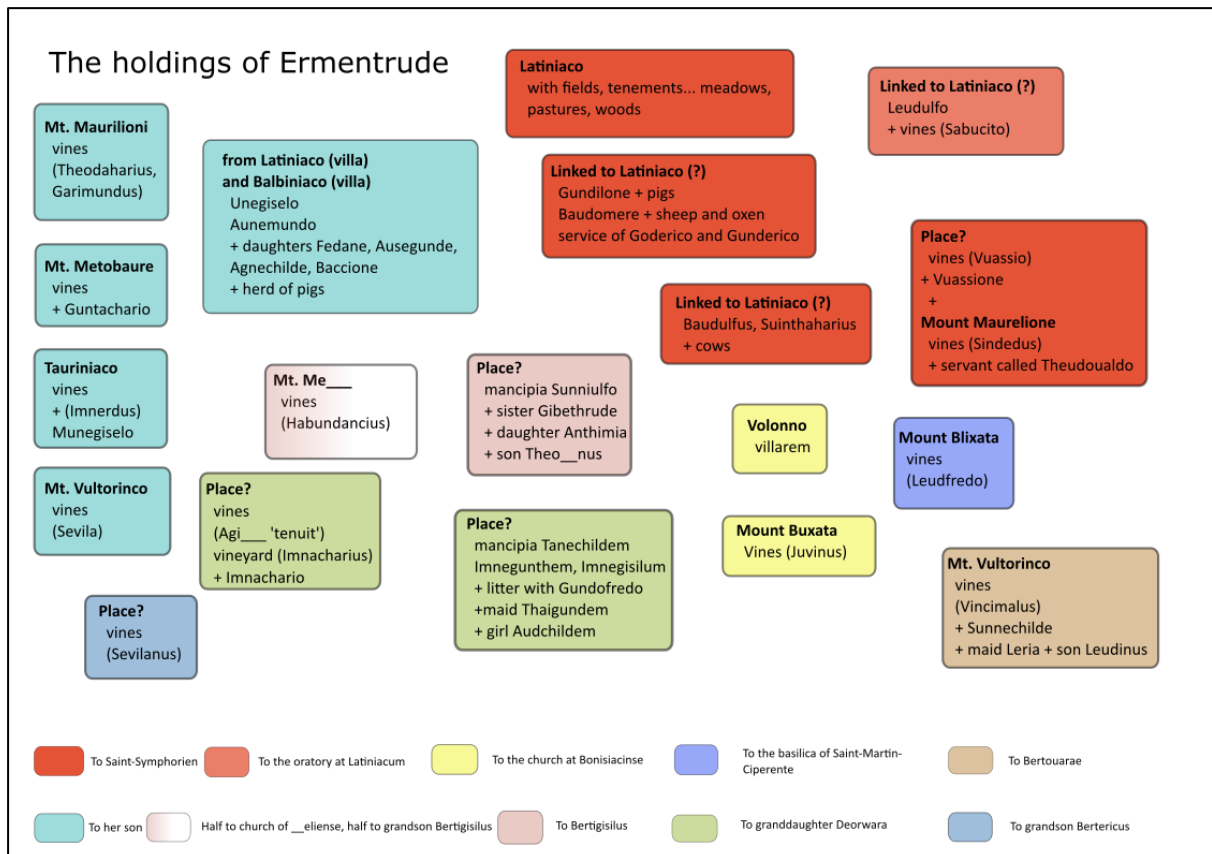 The holdings of Ermentrude
Latiniaco
with fields, tenements... meadows,
pastures, woods
Linked to Latiniaco (?)
Leudulfo
+ vines (Sabucito)
Mt. Maurilioni
vines
(Theodaharius,
Garimundus)
from Latiniaco (villa)
and Balbiniaco (villa)
Unegiselo
Aunemundo
+ daughters Fedane, Ausegunde,
Agnechilde, Baccione
+ herd of pigs
Linked to Latiniaco (?)
Gundilone + pigs
Baudomere + sheep and oxen
service of Goderico and Gunderico
Place?
vines (Vuassio)
+ Vuassione
+
Mount Maurelione
vines (Sindedus)
+ servant called Theudoualdo
Mt. Metobaure
vines
+ Guntachario
Linked to Latiniaco (?)
Baudulfus, Suinthaharius
+ cows
Tauriniaco
vines
+ (Imnerdus)
Munegiselo
Mt. Me___
vines
(Habundancius)
Place?
mancipia Sunniulfo
+ sister Gibethrude
+ daughter Anthimia
+ son Theo__nus
Volonno
villarem
Mount Blixata
vines
(Leudfredo)
Mt. Vultorinco
vines
(Sevila)
Place?
vines
(Agi___ 'tenuit')
vineyard (Imnacharius)
+ Imnachario
Place?
mancipia Tanechildem
Imnegunthem, Imnegisilum
+ litter with Gundofredo
+maid Thaigundem
+ girl Audchildem
Mount Buxata
Vines (Juvinus)
Mt. Vultorinco
vines
(Vincimalus)
+ Sunnechilde
+ maid Leria + son Leudinus
Place?
vines
(Sevilanus)
To Saint-Symphorien
To the oratory at Latiniacum
To the church at Bonisiacinse
To the basilica of Saint-Martin-
Ciperente
To Bertouarae
To her son
Half to church of __eliense, half to grandson Bertigisilus
To Bertigisilus
To granddaughter Deorwara
To grandson Bertericus